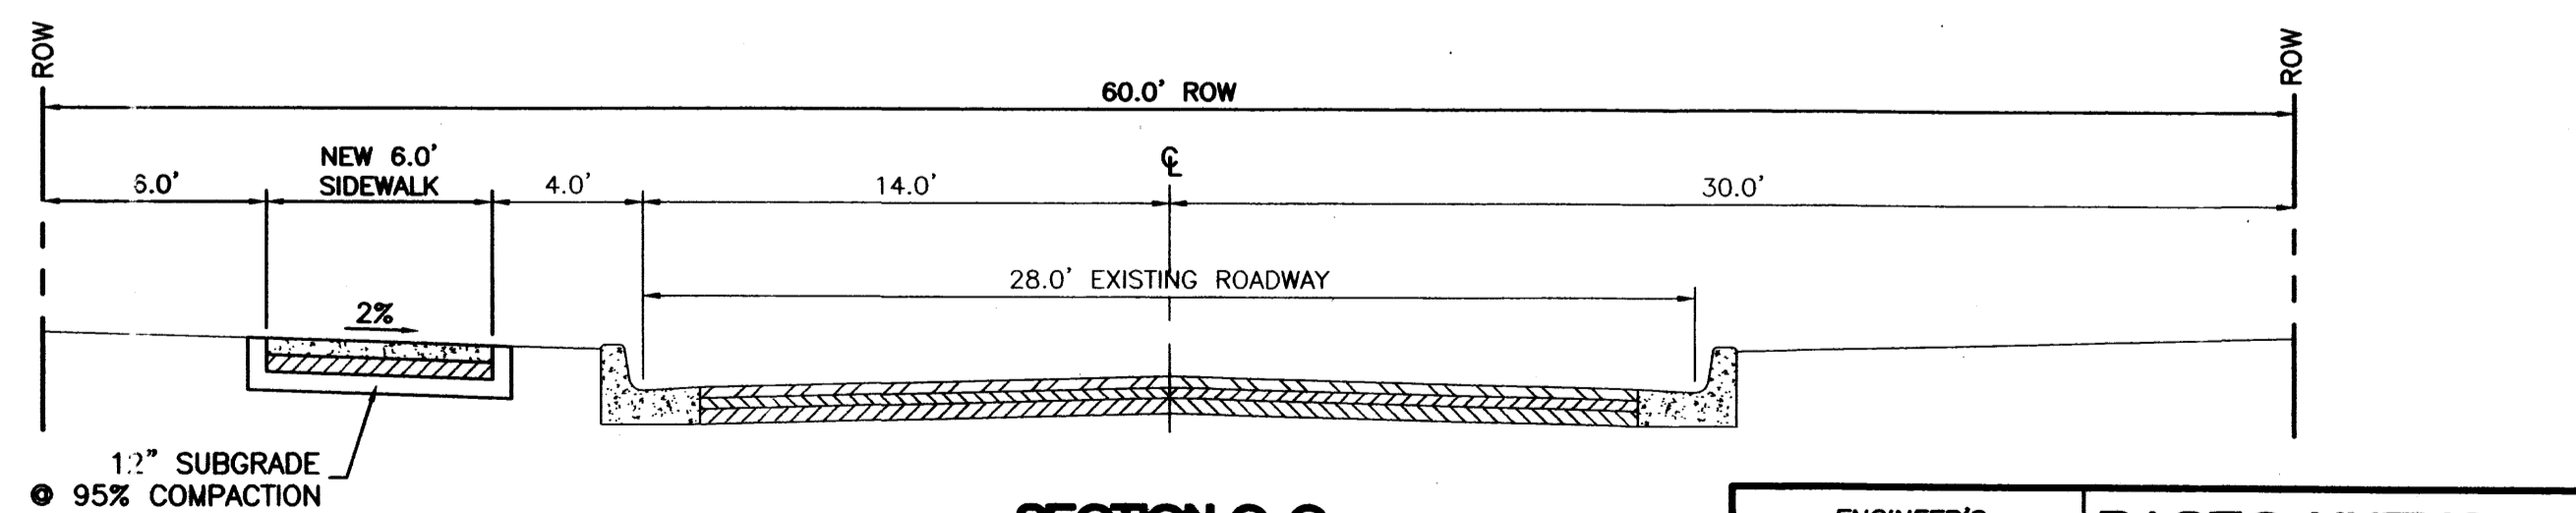 ROW
ROW
60.0' ROW
6.0'
NEW 6.0'
SIDEWALK
4.0'
14.0'
℄
30.0'
28.0' EXISTING ROADWAY
2%
12" SUBGRADE
@ 95% COMPACTION
ENGINEER'S